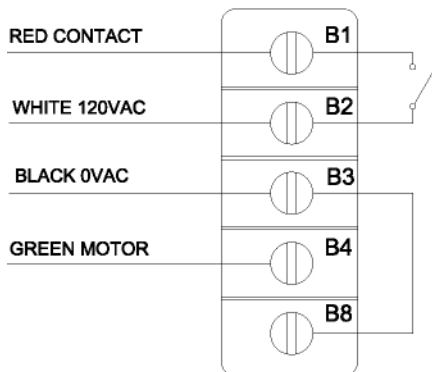 RED CONTACT B1
WHITE 120VAC B2
BLACK 0VAC B3
GREEN MOTOR B4
B8